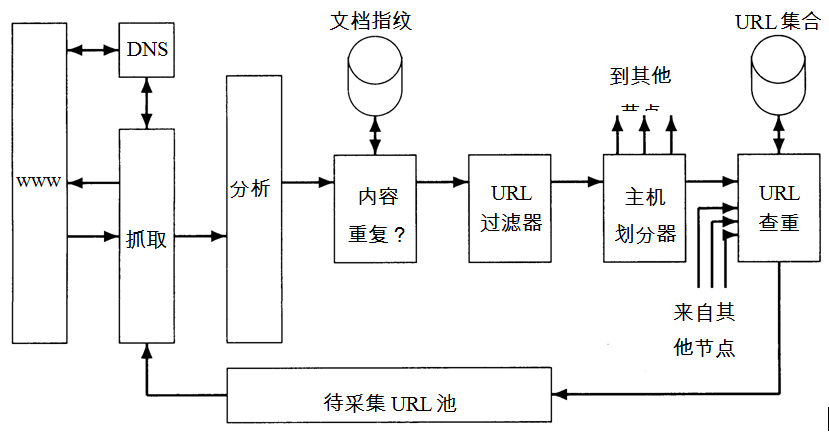 文档指纹
URL 集合
DNS
到其他
节点
WWW
分析
内容
重复？
URL
过滤器
主机
划分器
URL
查重
抓取
来自其
他节点
待采集 URL 池